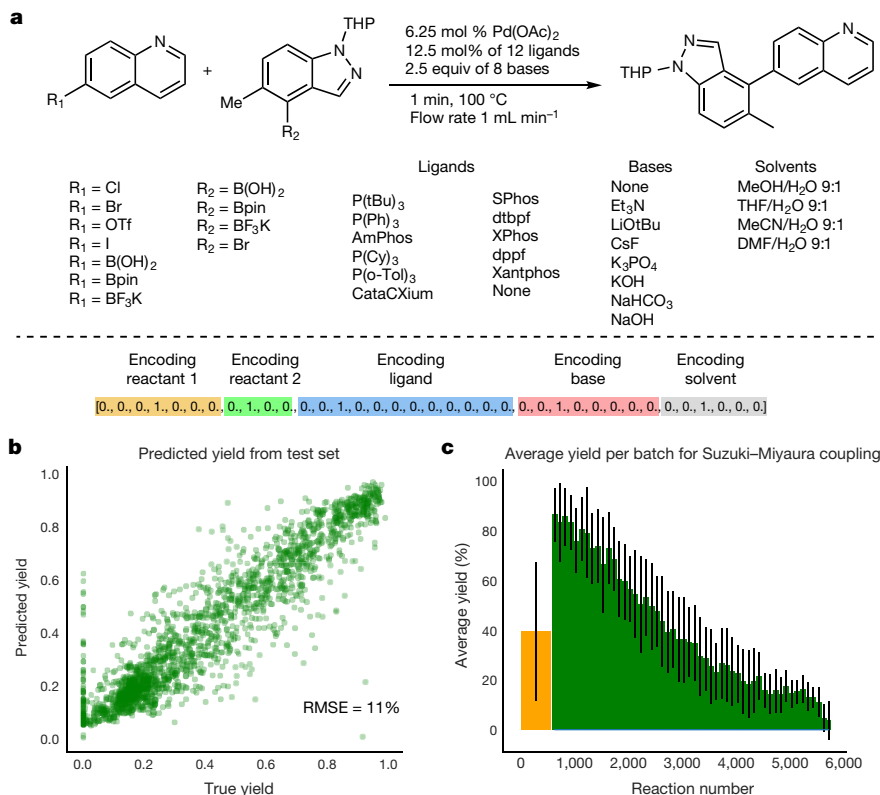 a
THP
N
N
N
R1
+
Me
R2
6.25 mol % Pd(OAc)2
12.5 mol% of 12 ligands
2.5 equiv of 8 bases
1 min, 100 °C
Flow rate 1 mL min−1
N
N
N
THP
Ligands
Bases
Solvents
R1 = Cl
R1 = Br
R1 = OTf
R1 = I
R1 = B(OH)2
R1 = Bpin
R1 = BF3K
R2 = B(OH)2
R2 = Bpin
R2 = BF3K
R2 = Br
P(tBu)3
P(Ph)3
AmPhos
P(Cy)3
P(o-Tol)3
CataCXium
SPhos
dtbpf
XPhos
dppf
Xantphos
None
None
Et3N
LiOtBu
CsF
K3PO4
KOH
NaHCO3
NaOH
MeOH/H2O 9:1
THF/H2O 9:1
MeCN/H2O 9:1
DMF/H2O 9:1
Encoding
reactant 1
Encoding
reactant 2
Encoding
ligand
Encoding
base
Encoding
solvent
[0., 0., 0., 1., 0., 0., 0., 0., 1., 0., 0., 0., 0., 1., 0., 0., 0., 0., 0., 0., 0., 0., 0., 0., 0., 1., 0., 0., 0., 0., 0., 0., 0., 1., 0., 0., 0.]
b
Predicted yield from test set
1.0
0.8
0.6
0.4
0.2
0.0
Predicted yield
RMSE = 11%
0.0
0.2
0.4
0.6
0.8
1.0
True yield
c
Average yield per batch for Suzuki–Miyaura coupling
100
80
60
40
20
0
Average yield (%)
0
1,000
2,000
3,000
4,000
5,000
6,000
Reaction number